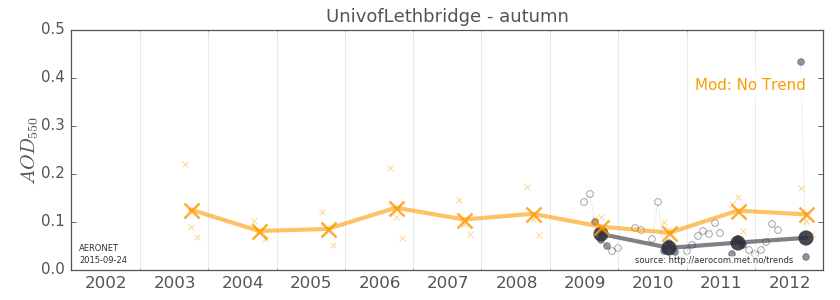 UnivofLethbridge - autumn
0.5
0.4
0.3
0.2
0.1
0.0
AOD550
Mod: No Trend
AERONET
2015-09-24
source: http://aerocom.met.no/trends
2002 2003 2004 2005 2006 2007 2008 2009 2010 2011 2012